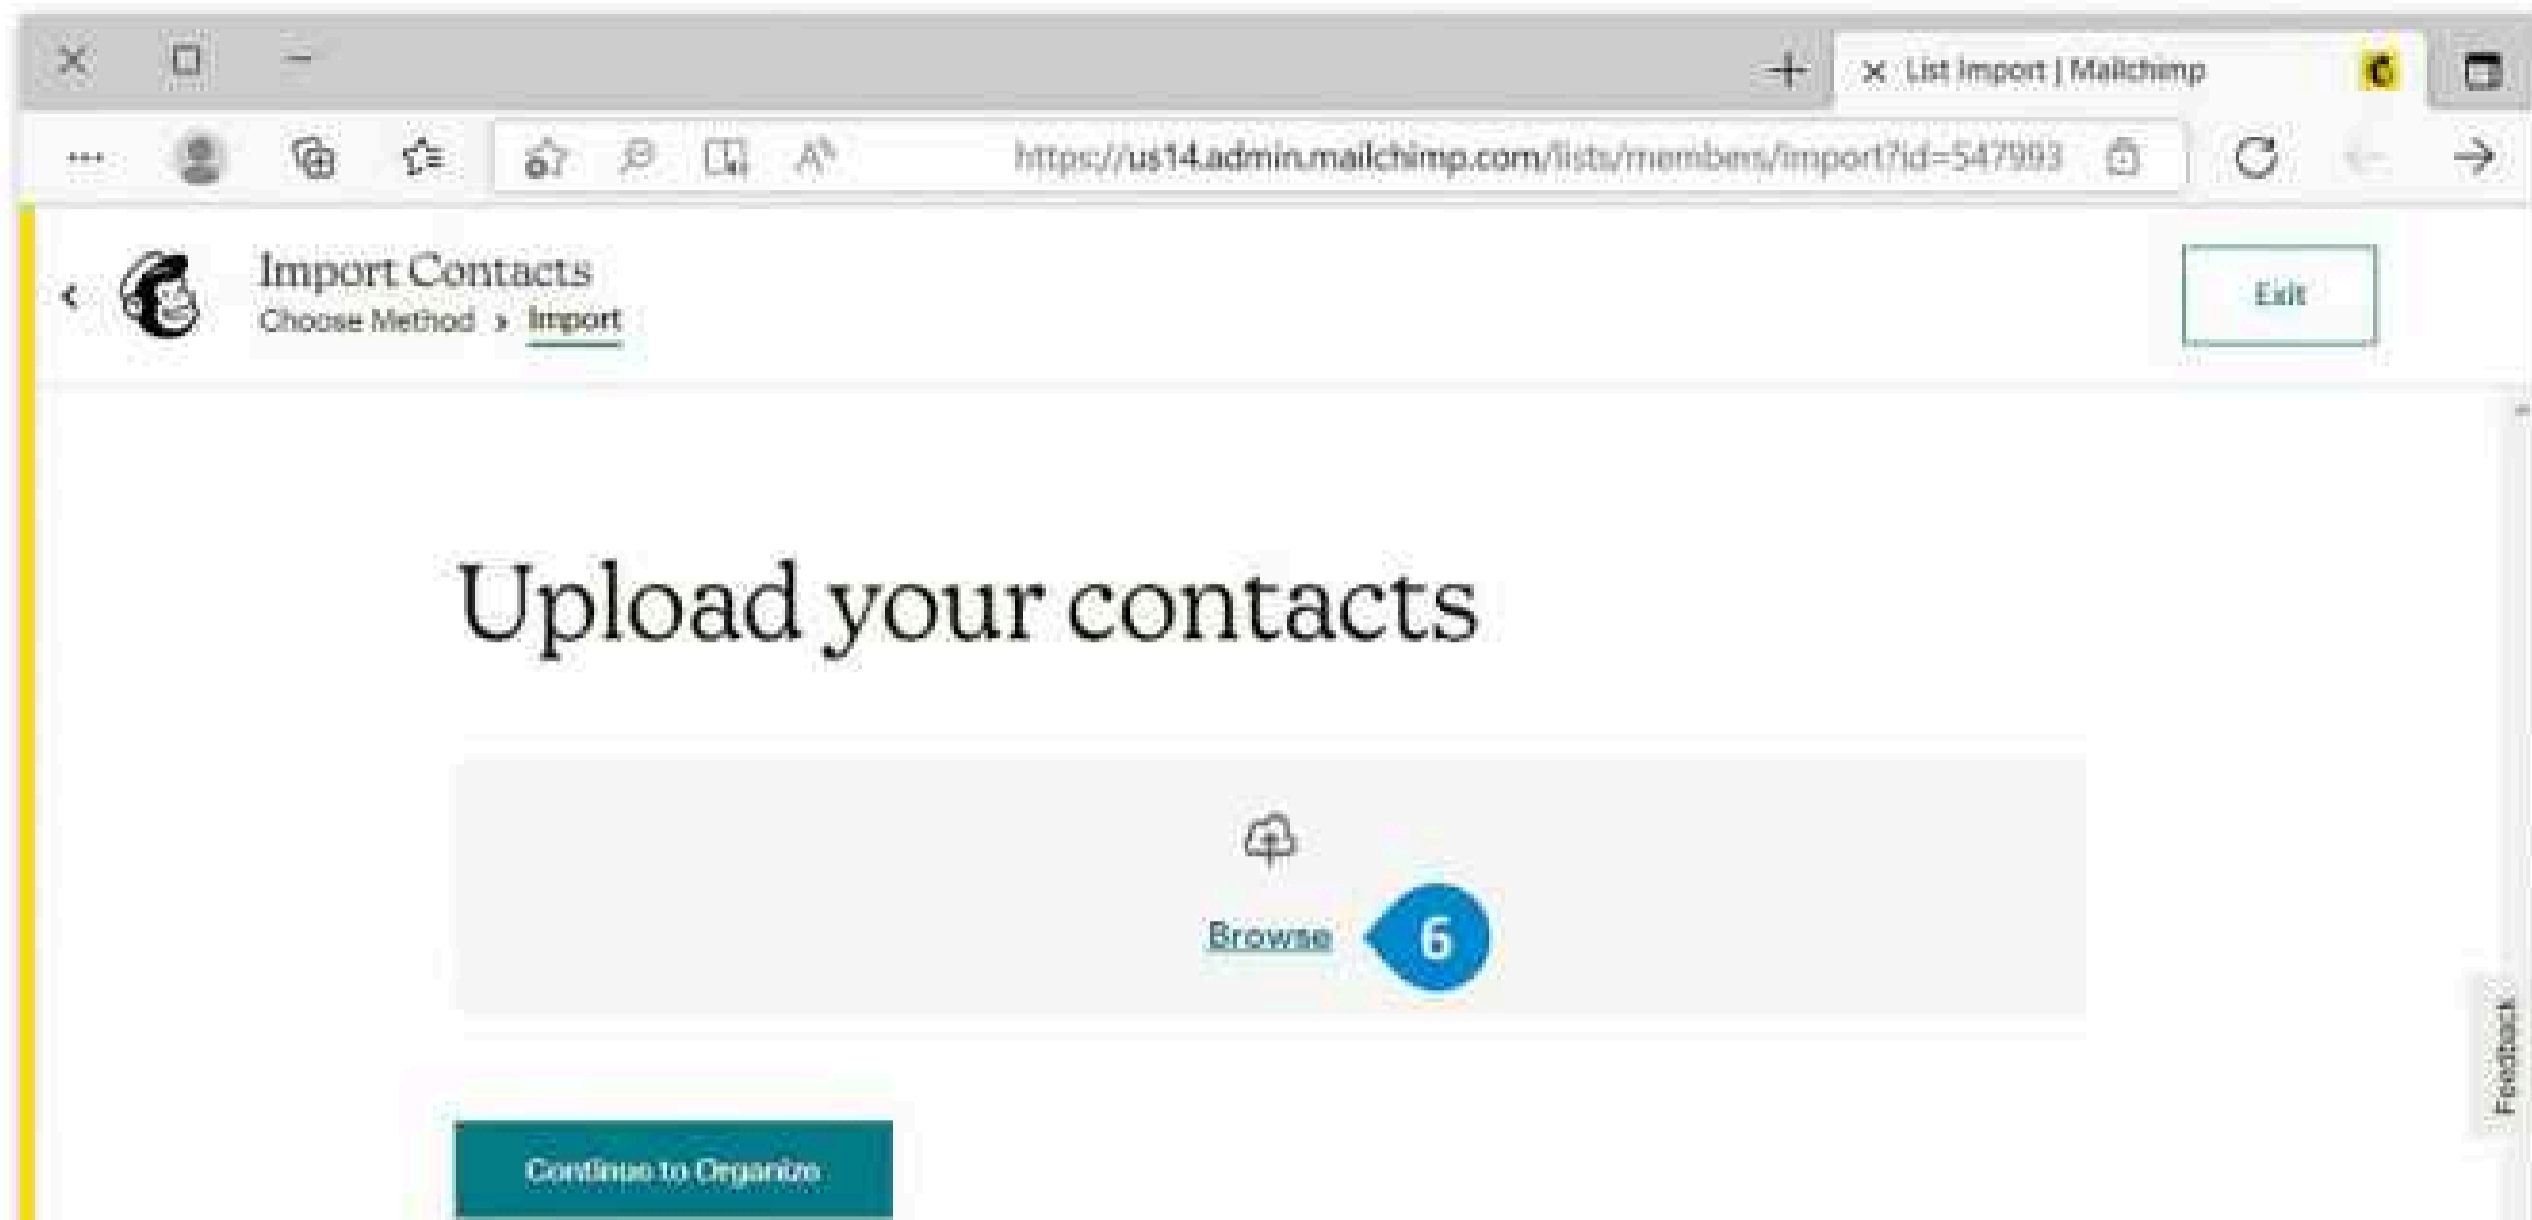 List Import | Mailchimp
https://us14.admin.mailchimp.com/lists/members/import?id=547993
Import Contacts
Choose Method > Import
Exit
Upload your contacts
Browse
6
Feedback
Continue to Organize